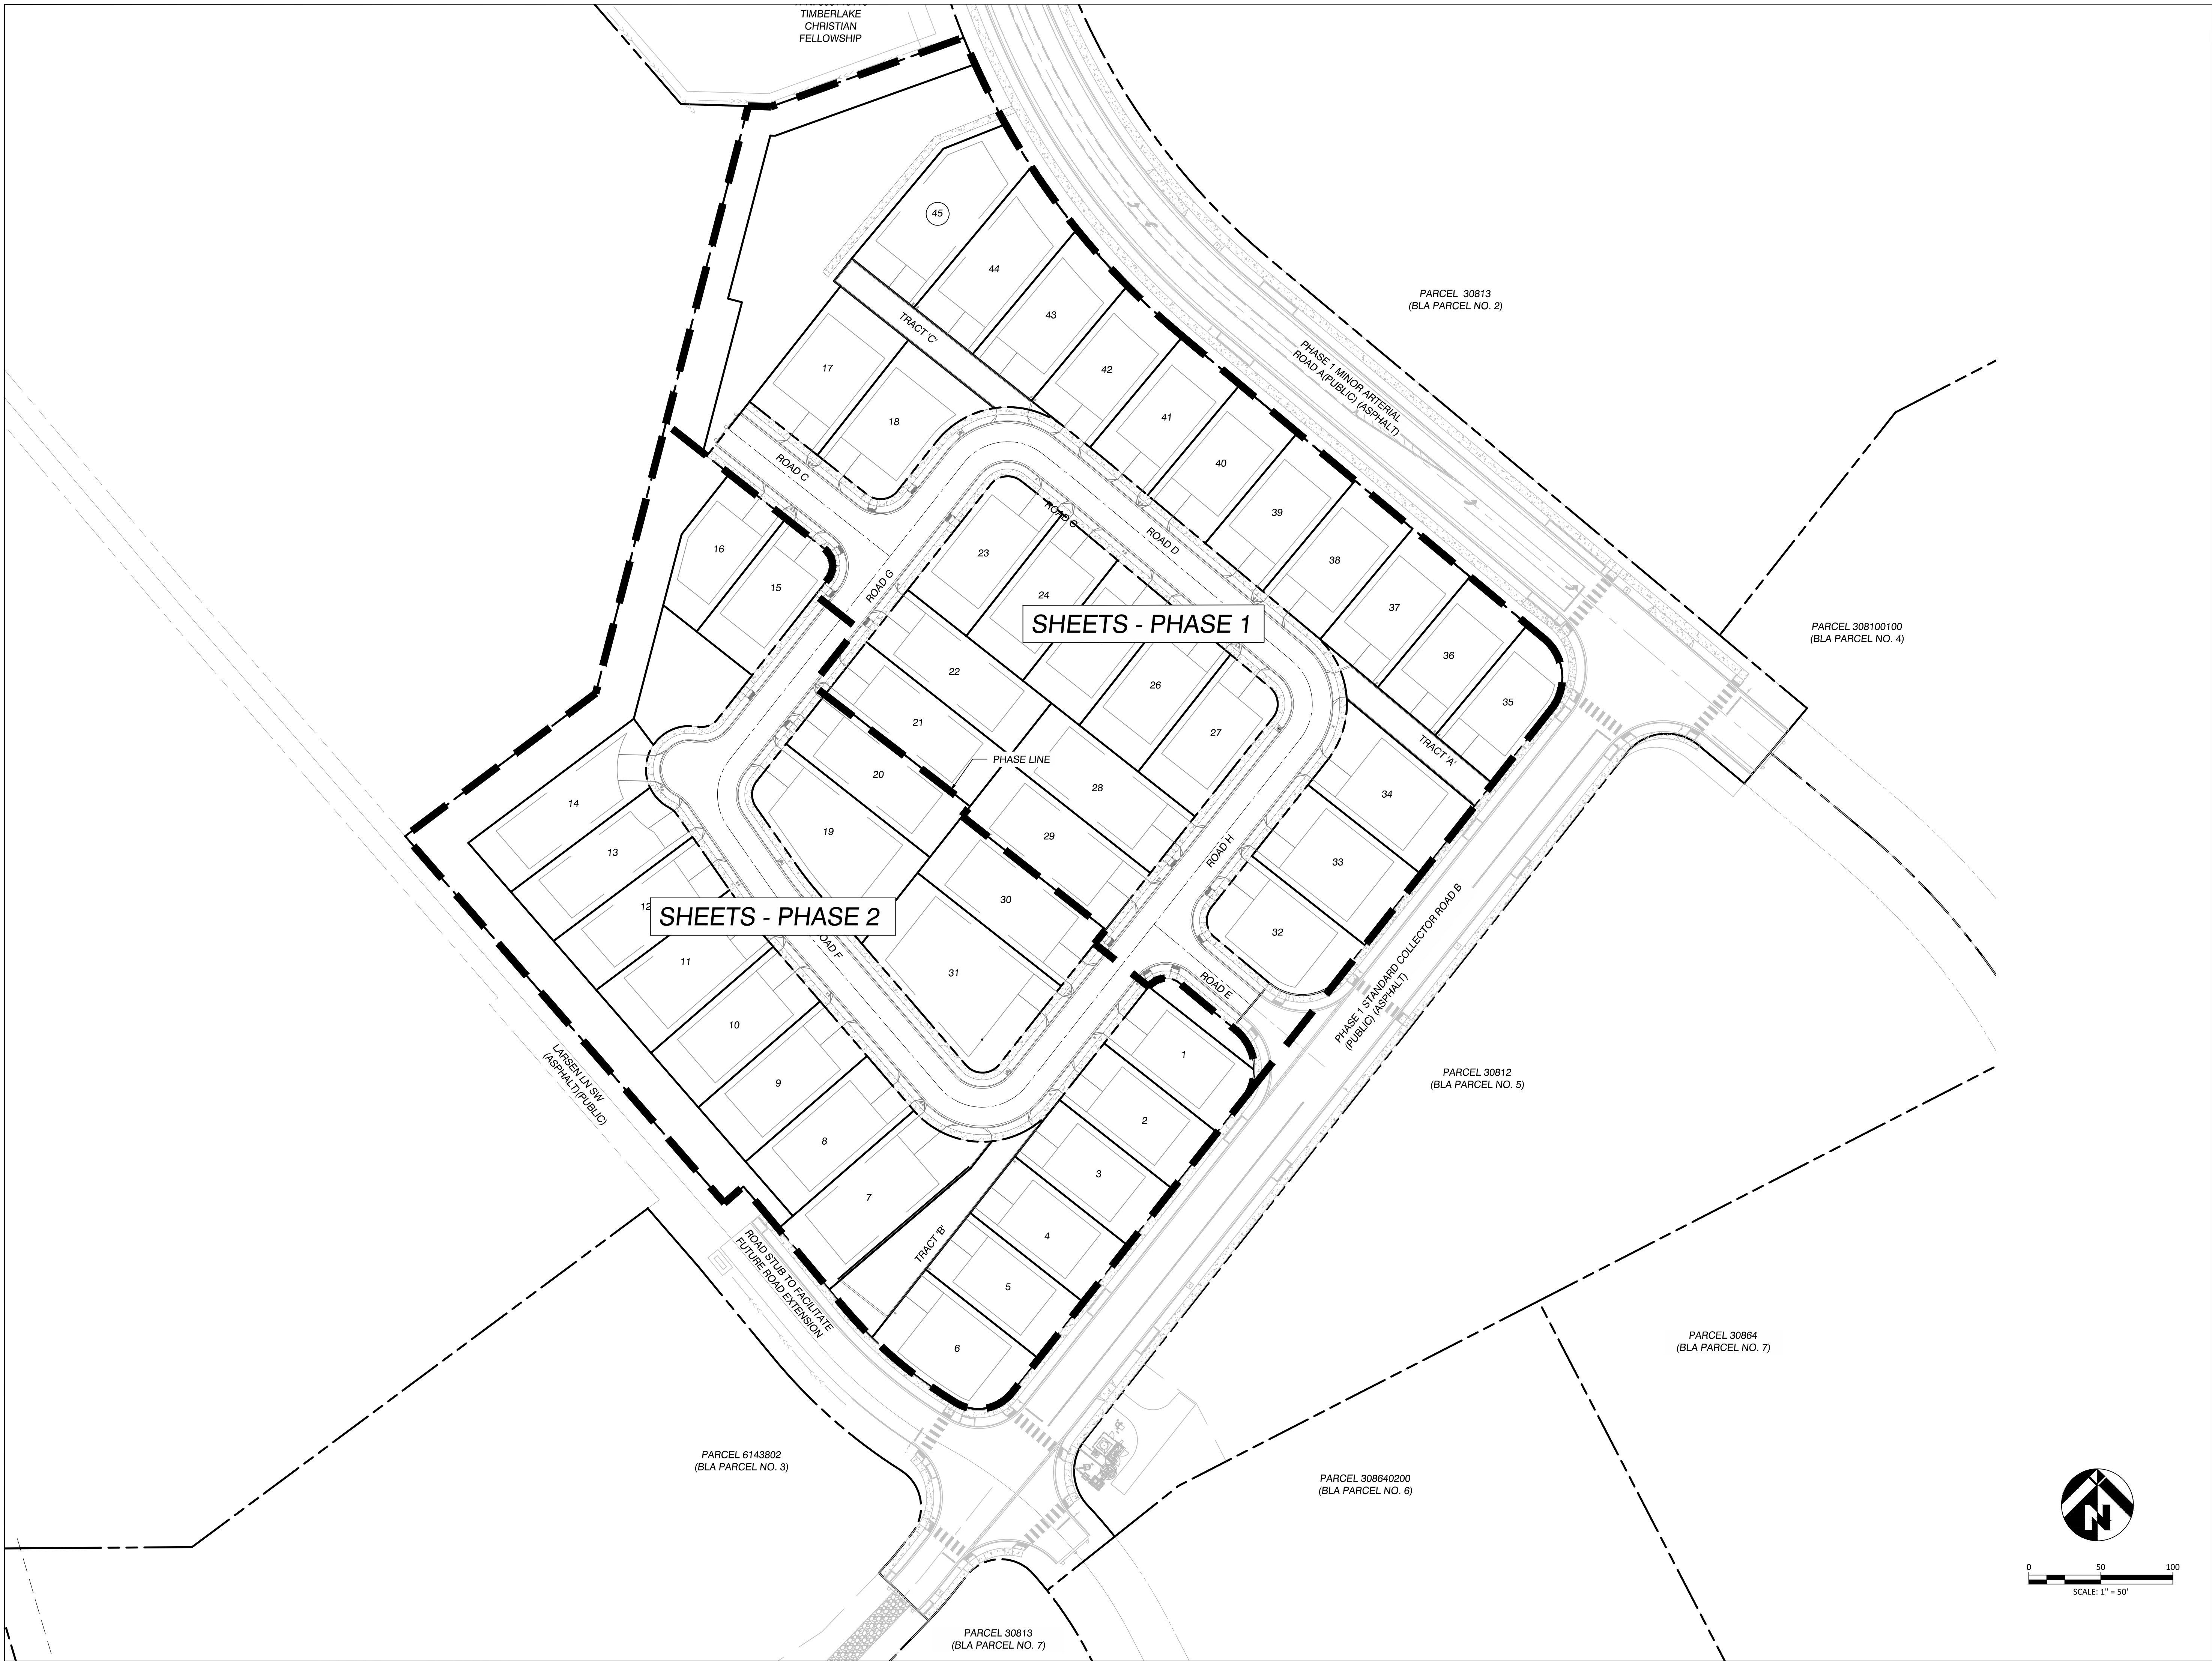 TIMBERLAKE
CHRISTIAN
FELLOWSHIP
45
44
43
42
41
40
39
38
37
36
35
PARCEL 30813
(BLA PARCEL NO. 2)
PHASE 1 MINOR ARTERIAL
ROAD A(PUBLIC) (ASPHALT)
TRACT 'C'
17
18
ROAD C
16
15
ROAD G
23
ROAD G
ROAD D
24
SHEETS - PHASE 1
26
27
22
21
20
19
PHASE LINE
28
29
30
31
PARCEL 308100100
(BLA PARCEL NO. 4)
TRACT 'A'
34
33
32
ROAD H
ROAD E
PHASE 1 STANDARD COLLECTOR ROAD B
(PUBLIC) (ASPHALT)
14
13
12
SHEETS - PHASE 2
OAD F
11
10
9
8
7
LARSEN LN SW
(ASPHALT)(PUBLIC)
1
2
3
4
5
6
TRACT 'B'
ROAD STUB TO FACILITATE
FUTURE ROAD EXTENSION
PARCEL 30812
(BLA PARCEL NO. 5)
PARCEL 30864
(BLA PARCEL NO. 7)
PARCEL 6143802
(BLA PARCEL NO. 3)
PARCEL 308640200
(BLA PARCEL NO. 6)
PARCEL 30813
(BLA PARCEL NO. 7)
N
0 50 100
SCALE: 1" = 50'